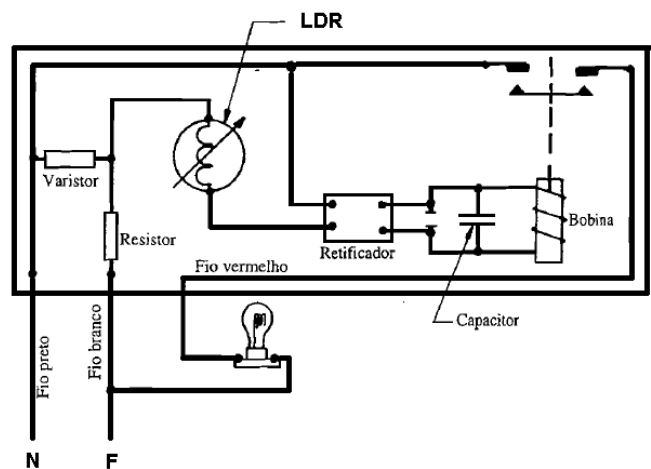 LDR
Varistor
Resistor
Retificador
Bobina
Fio vermelho
Capacitor
Fio preto
Fio branco
N
F